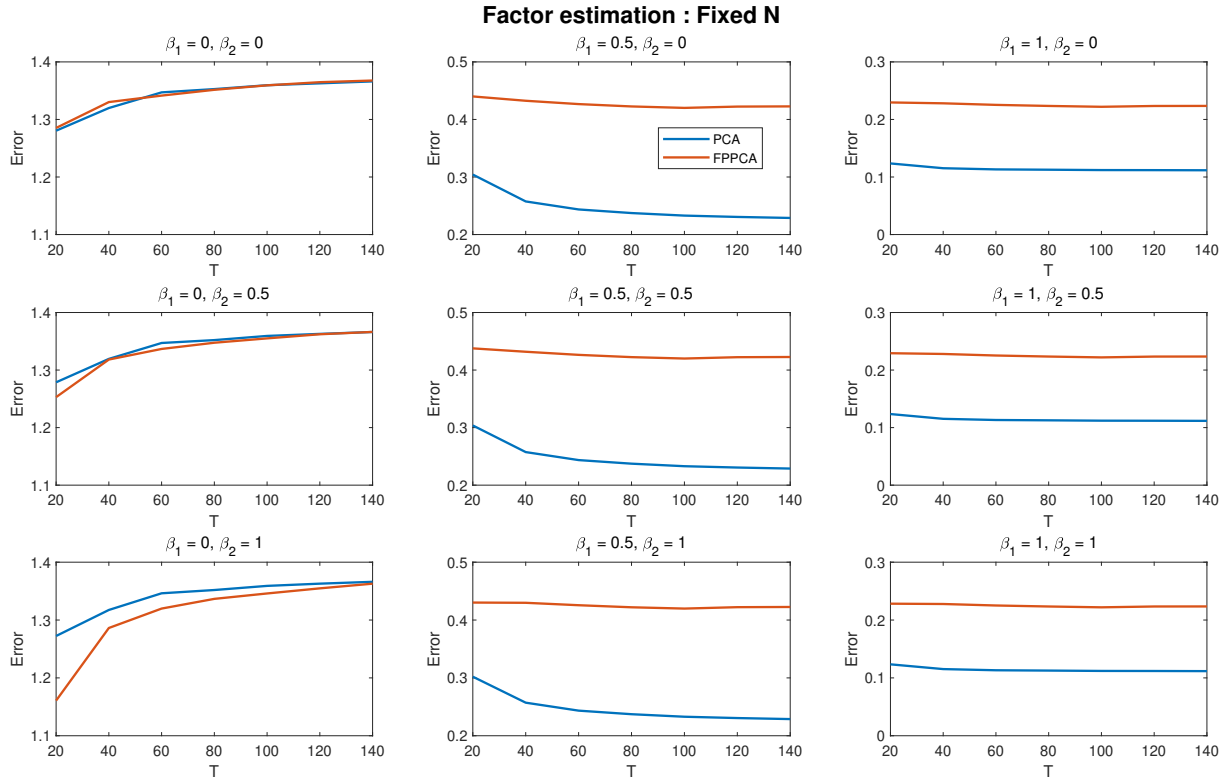 Factor estimation : Fixed N
β1 = 0, β2 = 0
1.4
1.3
1.2
1.1
Error
20 40 60 80 100 120 140
T
β1 = 0.5, β2 = 0
0.5
0.4
0.3
0.2
Error
PCA
FPPCA
20 40 60 80 100 120 140
T
β1 = 1, β2 = 0
0.3
0.2
0.1
0
Error
20 40 60 80 100 120 140
T
β1 = 0, β2 = 0.5
1.4
1.3
1.2
1.1
Error
20 40 60 80 100 120 140
T
β1 = 0.5, β2 = 0.5
0.5
0.4
0.3
0.2
Error
20 40 60 80 100 120 140
T
β1 = 1, β2 = 0.5
0.3
0.2
0.1
0
Error
20 40 60 80 100 120 140
T
β1 = 0, β2 = 1
1.4
1.3
1.2
1.1
Error
20 40 60 80 100 120 140
T
β1 = 0.5, β2 = 1
0.5
0.4
0.3
0.2
Error
20 40 60 80 100 120 140
T
β1 = 1, β2 = 1
0.3
0.2
0.1
0
Error
20 40 60 80 100 120 140
T